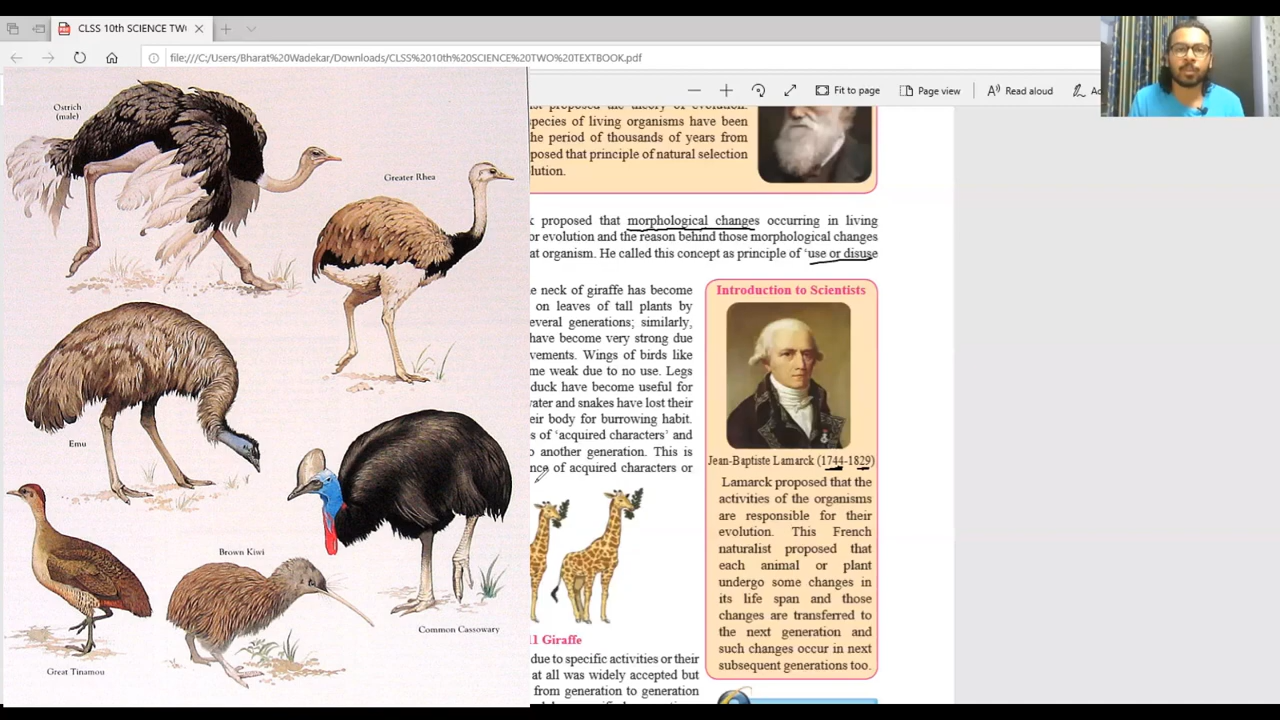 CLSS 10th SCIENCE TW
file:///C:/Users/Bharat%20Wadekar/Downloads/CLSS%2010th%20SCIENCE%20TWO%20TEXTBOOK.pdf
Fit to page
Page view
Read aloud
Ostrich
(male)
Greater Rhea
Emu
Brown Kiwi
Common Cassowary
Great Tinamou
proposed the theory of evolution.
species of living organisms have been
he period of thousands of years from
posed that principle of natural selection
lution.
proposed that morphological changes occurring in living
or evolution and the reason behind those morphological changes
at organism. He called this concept as principle of ‘use or disuse
e neck of giraffe has become
on leaves of tall plants by
everal generations; similarly,
have become very strong due
vements. Wings of birds like
me weak due to no use. Legs
duck have become useful for
ater and snakes have lost their
eir body for burrowing habit.
s of ‘acquired characters’ and
o another generation. This is
nce of acquired characters or
11 Giraffe
due to specific activities or their
at all was widely accepted but
from generation to generation
Introduction to Scientists
Jean-Baptiste Lamarck (1744-1829)
Lamarck proposed that the
activities of the organisms
are responsible for their
evolution. This French
naturalist proposed that
each animal or plant
undergo some changes in
its life span and those
changes are transferred to
the next generation and
such changes occur in next
subsequent generations too.